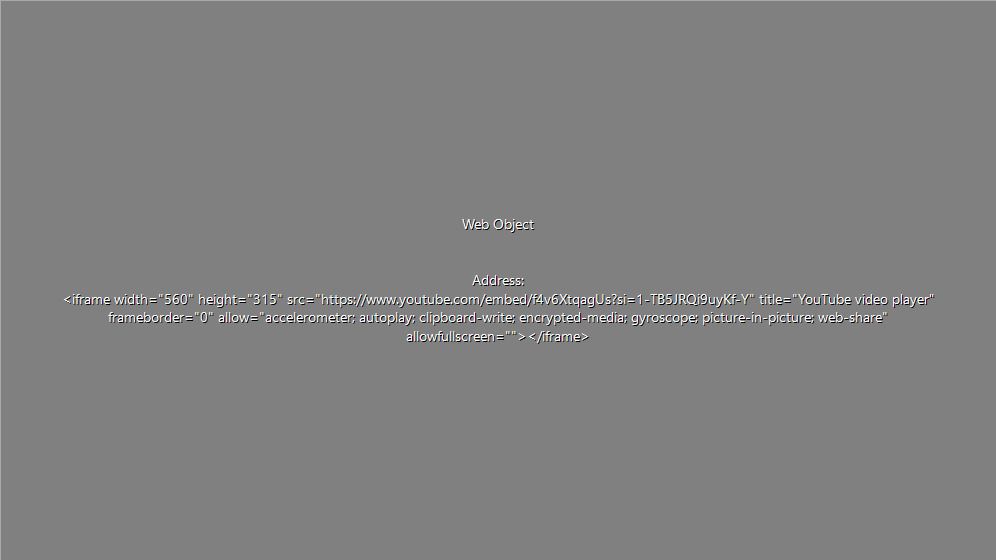 Web Object
Address:
<iframe width="560" height="315" src="https://www.youtube.com/embed/f4v6XtqagUs?si=1-TB5JRQi9uyKf-Y" title="YouTube video player"
frameborder="0" allow="accelerometer; autoplay; clipboard-write; encrypted-media; gyroscope; picture-in-picture; web-share"
allowfullscreen=""></iframe>